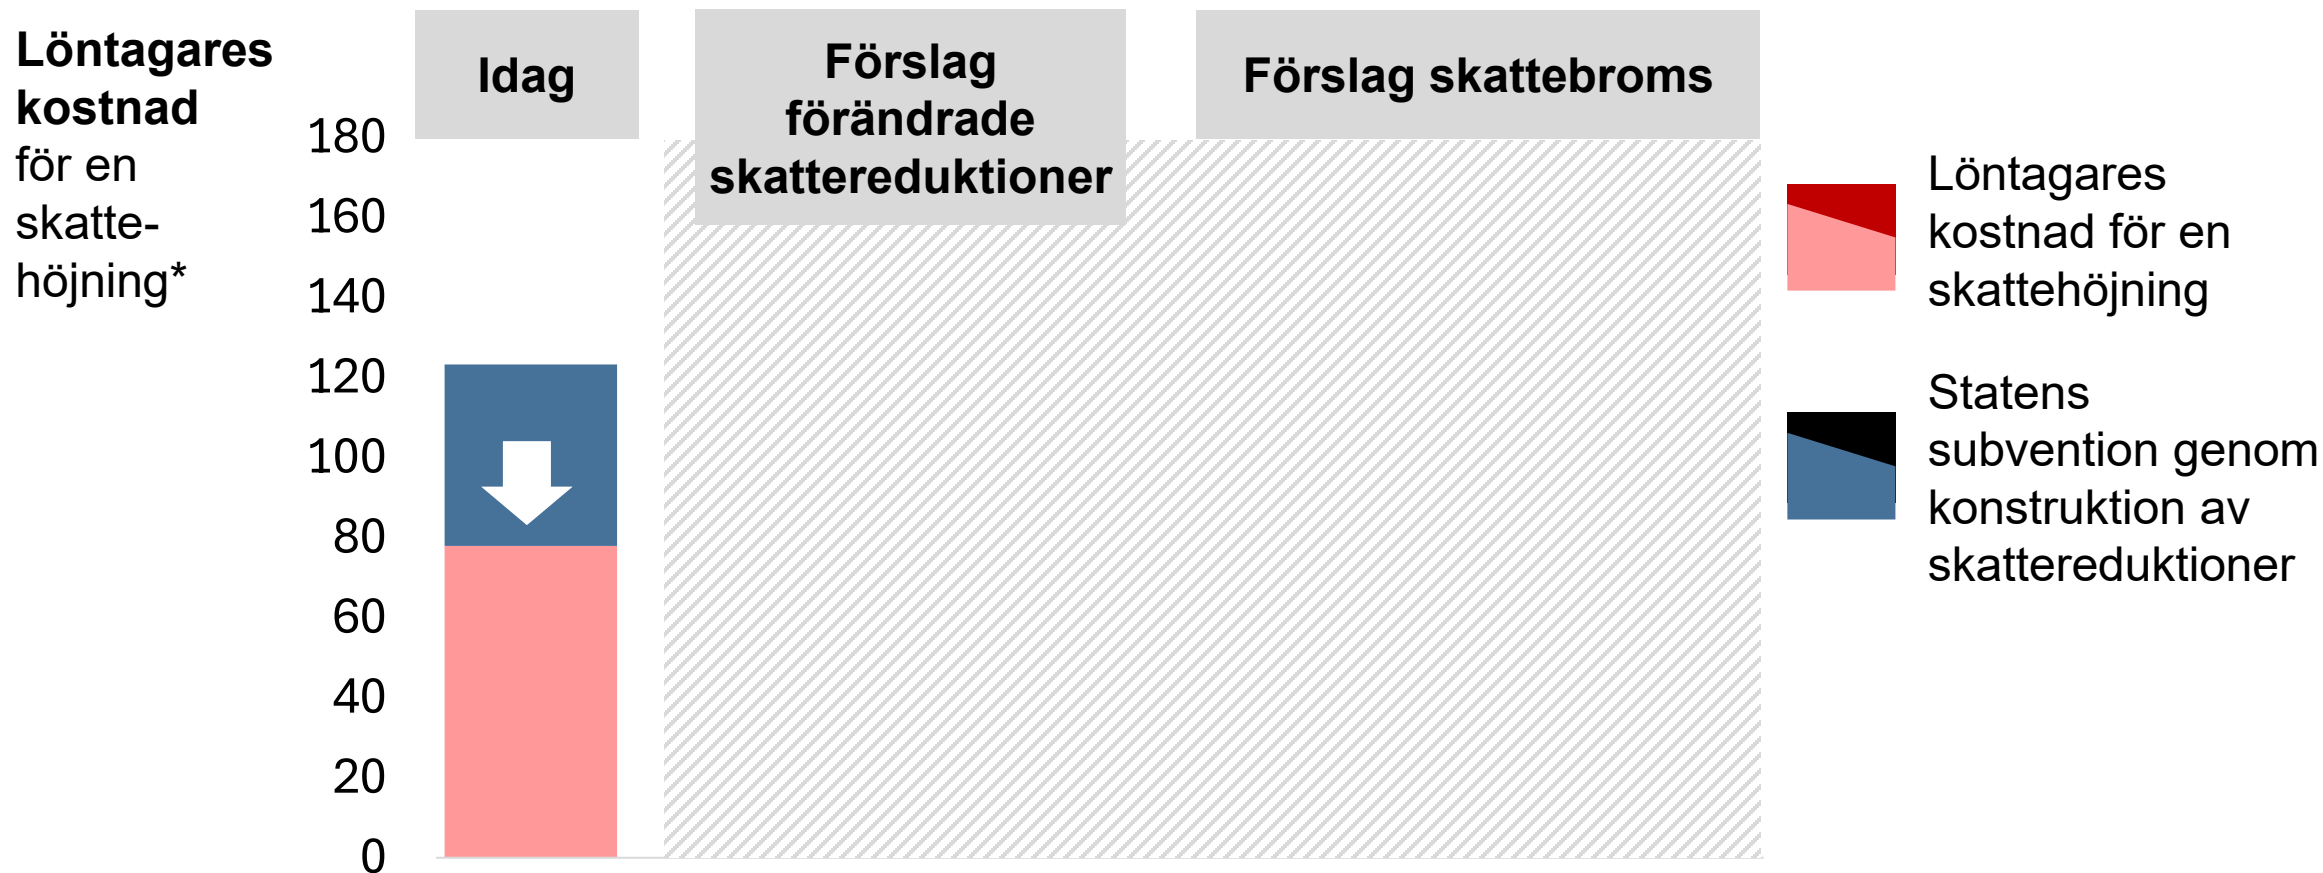 Löntagares
kostnad
för en
skatte-
höjning*
Idag
Förslag
förändrade
skattereduktioner
Förslag skattebroms
180
160
140
120
100
80
60
40
20
0
Löntagares
kostnad för en
skattehöjning
Statens
subvention genom
konstruktion av
skattereduktioner